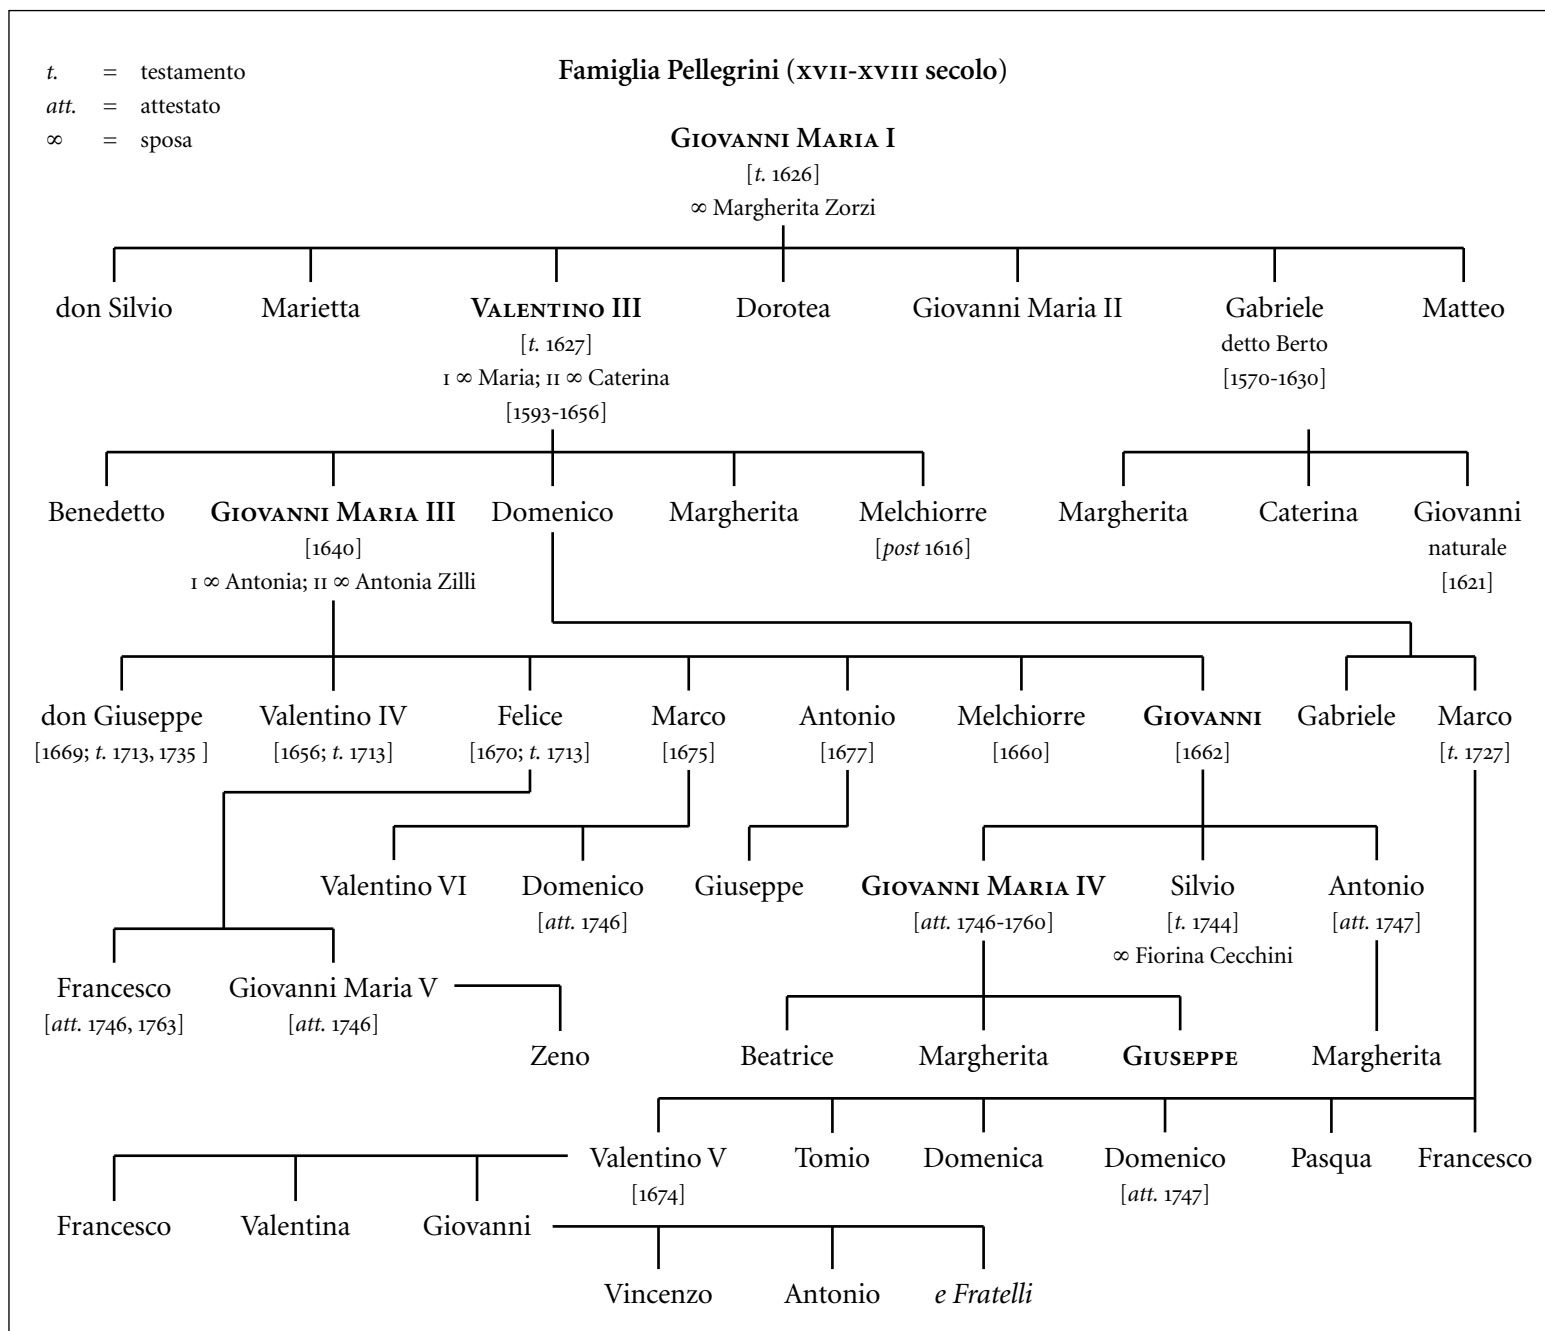 t. = testamento
att. = attestato
∞ = sposa
Famiglia Pellegrini (XVII-XVIII secolo)
GIOVANNI MARIA I
[t. 1626]
∞ Margherita Zorzi
don Silvio Marietta VALENTINO III Dorotea Giovanni Maria II Gabriele Matteo
[t. 1627] detto Berto
I ∞ Maria; II ∞ Caterina [1570-1630]
[1593-1656]
Benedetto GIOVANNI MARIA III Domenico Margherita Melchiorre Margherita Caterina Giovanni
[1640] [post 1616] naturale
I ∞ Antonia; II ∞ Antonia Zilli [1621]
don Giuseppe Valentino IV Felice Marco Antonio Melchiorre GIOVANNI Gabriele Marco
[1669; t. 1713, 1735 ] [1656; t. 1713] [1670; t. 1713] [1675] [1677] [1660] [1662] [t. 1727]
Valentino VI Domenico Giuseppe GIOVANNI MARIA IV Silvio Antonio
[att. 1746] [att. 1746-1760] [t. 1744] [att. 1747]
∞ Fiorina Cecchini
Francesco Giovanni Maria V
[att. 1746, 1763] [att. 1746]
Zeno Beatrice Margherita GIUSEPPE Margherita
Valentino V Tomio Domenica Domenico Pasqua Francesco
[1674] [att. 1747]
Francesco Valentina Giovanni
Vincenzo Antonio e Fratelli